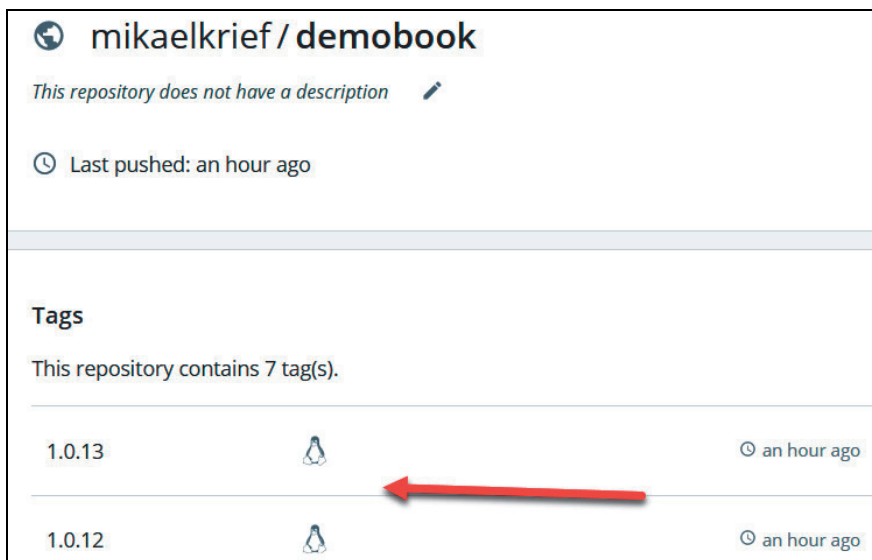 mikaelkrief / demobook
This repository does not have a description
Last pushed: an hour ago
Tags
This repository contains 7 tag(s).
1.0.13 an hour ago
1.0.12 an hour ago